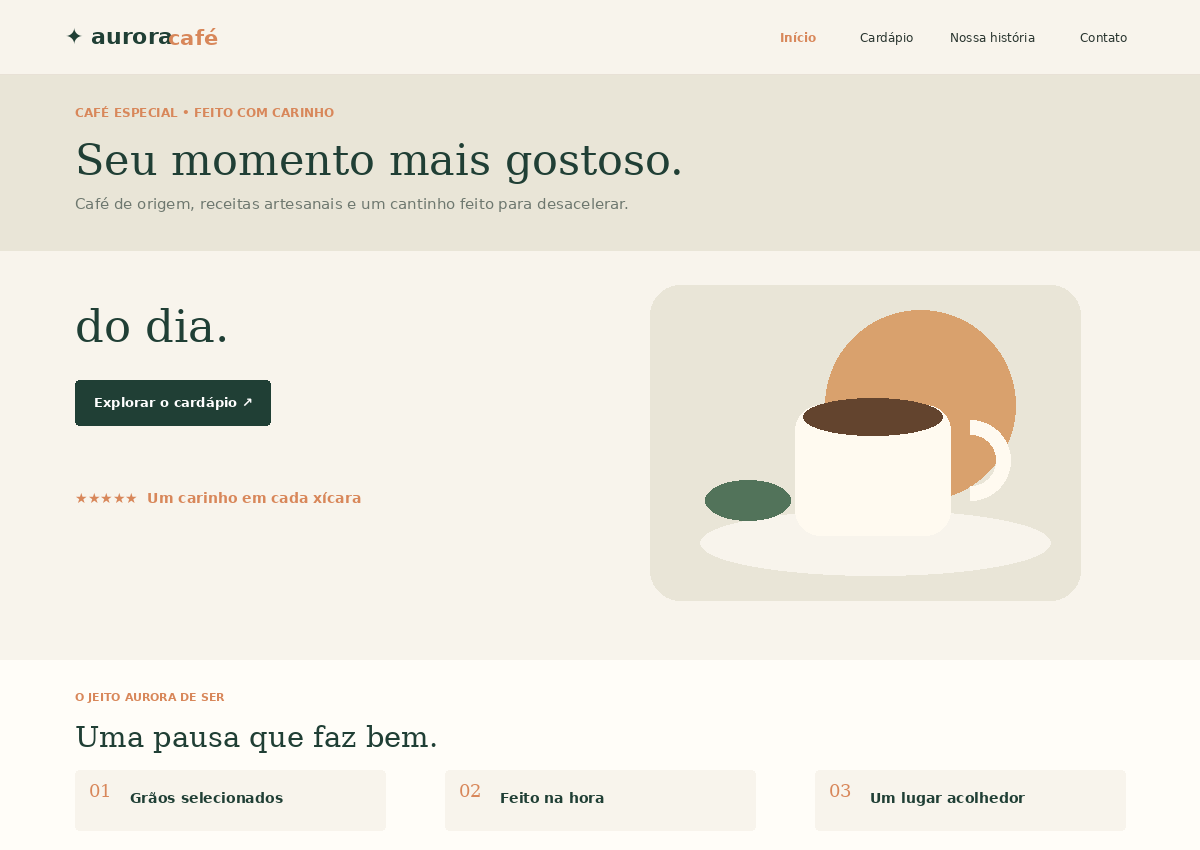 ✦ auroracafé
Início Cardápio Nossa história Contato
CAFÉ ESPECIAL • FEITO COM CARINHO
Seu momento mais gostoso.
Café de origem, receitas artesanais e um cantinho feito para desacelerar.
do dia.
Explorar o cardápio ↗
★★★★★ Um carinho em cada xícara
O JEITO AURORA DE SER
Uma pausa que faz bem.
01 Grãos selecionados
02 Feito na hora
03 Um lugar acolhedor